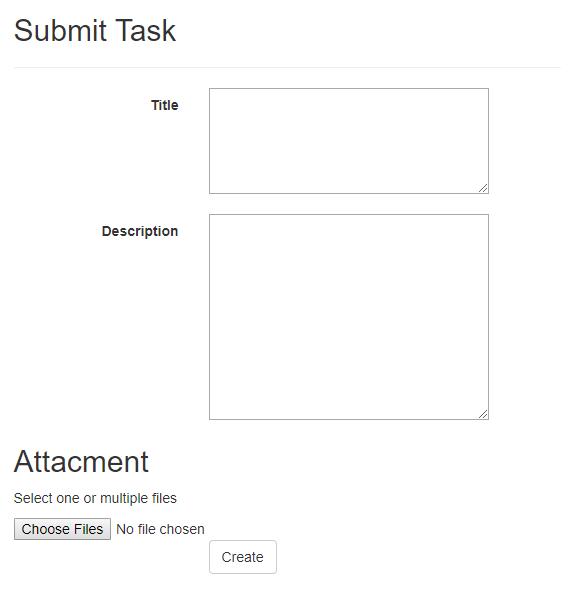 Submit Task
Title
Description
Attacment
Select one or multiple files
Choose Files No file chosen
Create